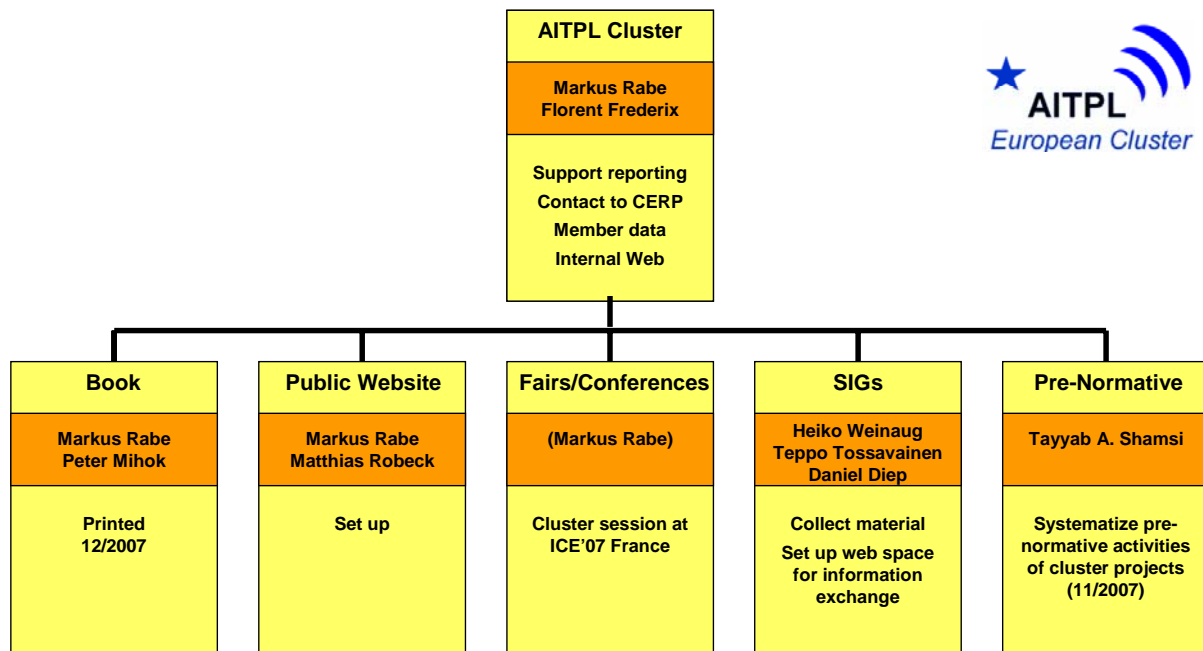 AITPL Cluster
Markus Rabe
Florent Frederix
Support reporting
Contact to CERP
Member data
Internal Web
AITPL
European Cluster
Book
Markus Rabe
Peter Mihok
Printed
12/2007
Public Website
Markus Rabe
Matthias Robeck
Set up
Fairs/Conferences
(Markus Rabe)
Cluster session at
ICE’07 France
SIGs
Heiko Weinaug
Teppo Tossavainen
Daniel Diep
Collect material
Set up web space
for information
exchange
Pre-Normative
Tayyab A. Shamsi
Systematize pre-
normative activities
of cluster projects
(11/2007)